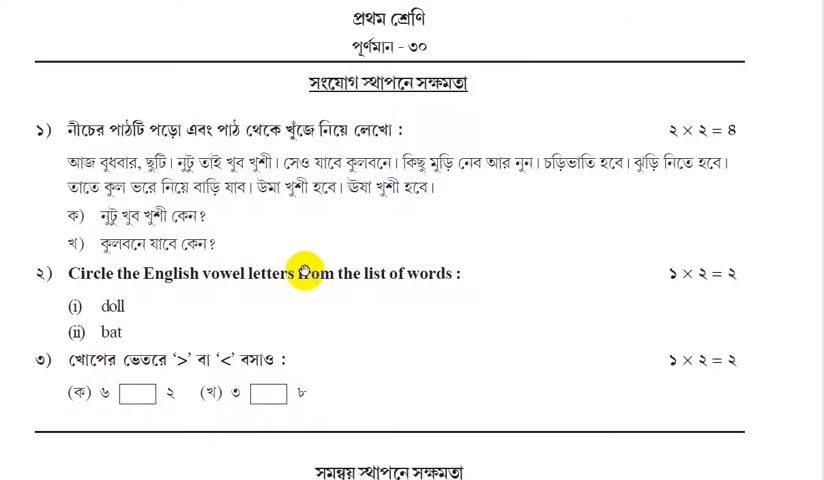 প্রথম শ্রেণি
পূর্ণমান - ৩০
সংযোগ স্থাপনে সক্ষমতা
১) নীচের পাঠটি পড়ো এবং পাঠ থেকে খুঁজে নিয়ে লেখো : ২ × ২ = ৪
আজ বুধবার, ছুটি। নুটু তাই খুব খুশী। সেও যাবে কুলবনে। কিছু মুড়ি নেব আর নুন। চড়িভাতি হবে। ঝুড়ি নিতে হবে।
তাতে কুল ভরে নিয়ে বাড়ি যাব। উমা খুশী হবে। ঊষা খুশী হবে।
ক) নুটু খুব খুশী কেন?
খ) কুলবনে যাবে কেন?
২) Circle the English vowel letters from the list of words : ১ × ২ = ২
(i) doll
(ii) bat
৩) খোপের ভেতরে ‘>’ বা ‘<’ বসাও : ১ × ২ = ২
(ক) ৬ ২ (খ) ৩ ৮
সমন্বয় স্থাপনে সক্ষমতা